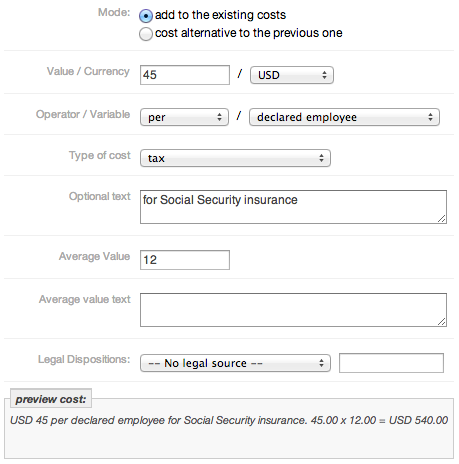 Mode: add to the existing costs
cost alternative to the previous one
Value / Currency 45 / USD
Operator / Variable per / declared employee
Type of cost tax
Optional text for Social Security insurance
Average Value 12
Average value text
Legal Dispositions: -- No legal source --
preview cost:
USD 45 per declared employee for Social Security insurance. 45.00 x 12.00 = USD 540.00